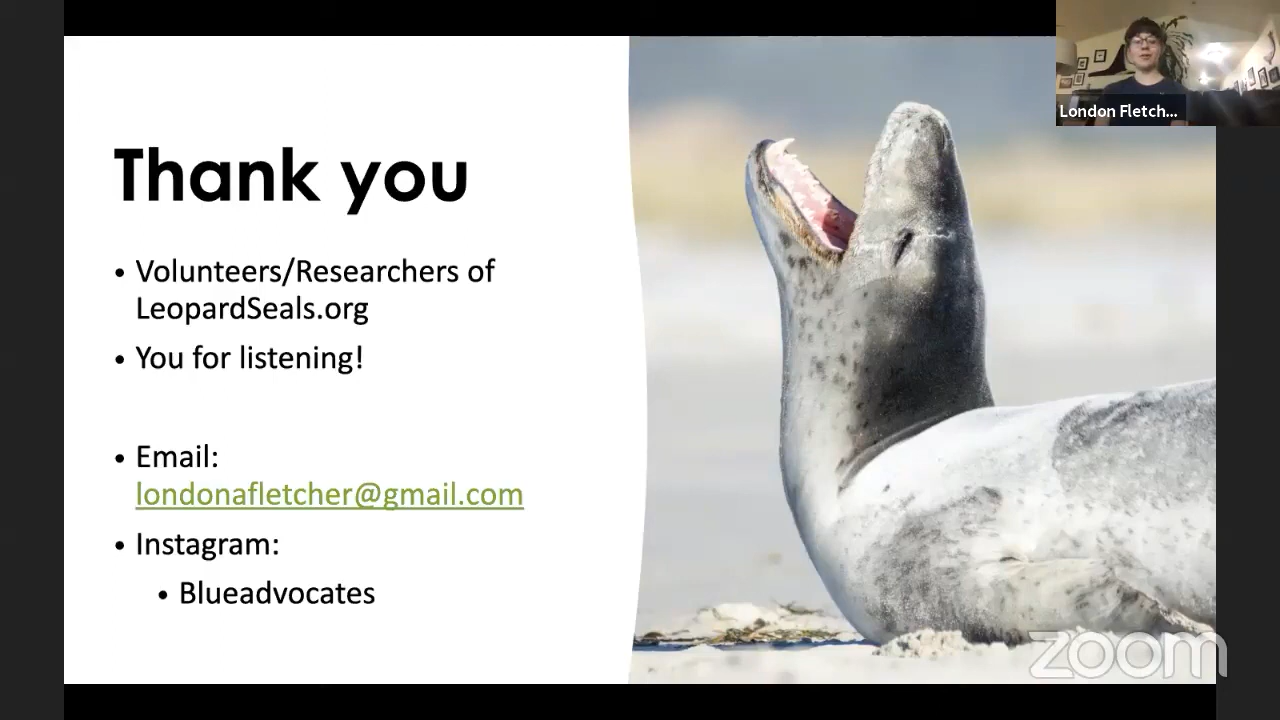 London Fletch...
Thank you
• Volunteers/Researchers of
LeopardSeals.org
• You for listening!
• Email:
londonafletcher@gmail.com
• Instagram:
• Blueadvocates
zoom